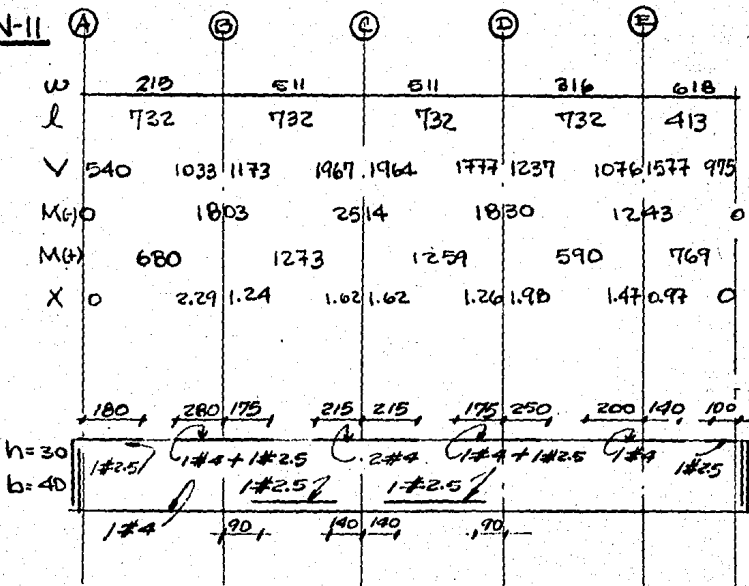 N-11 A B C D E
w 215 511 511 316 618
l 732 732 732 732 413
V 540 1033 1173 1967 1964 1777 1237 1076 1577 975
M(-) 0 1803 2514 1830 1243 0
M(+) 680 1273 1259 590 769
X 0 2.29 1.24 1.62 1.62 1.26 1.98 1.47 0.97 0
180 280 175 215 215 175 250 200 140 100
h=30 1#2.5 1#4+1#2.5 2#4 1#4+1#2.5 1#4 1#25
b=40 1#2.5 1#2.5
1#4 90 140 140 90